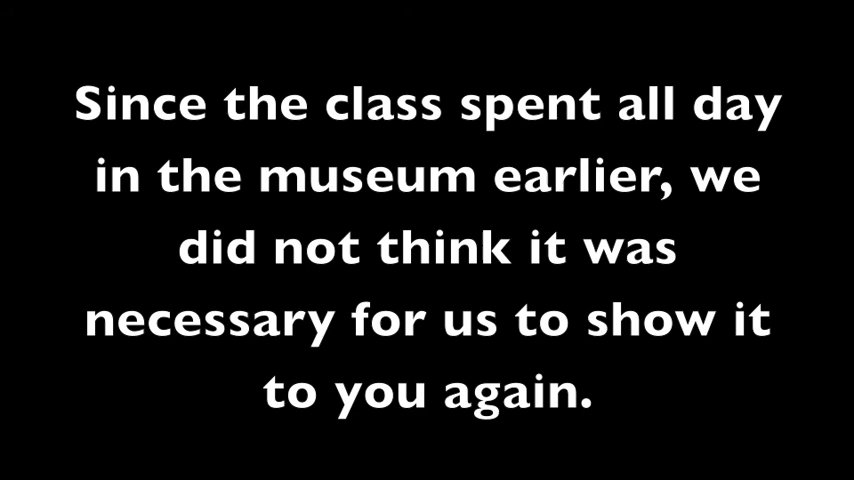 Since the class spent all day
in the museum earlier, we
did not think it was
necessary for us to show it
to you again.